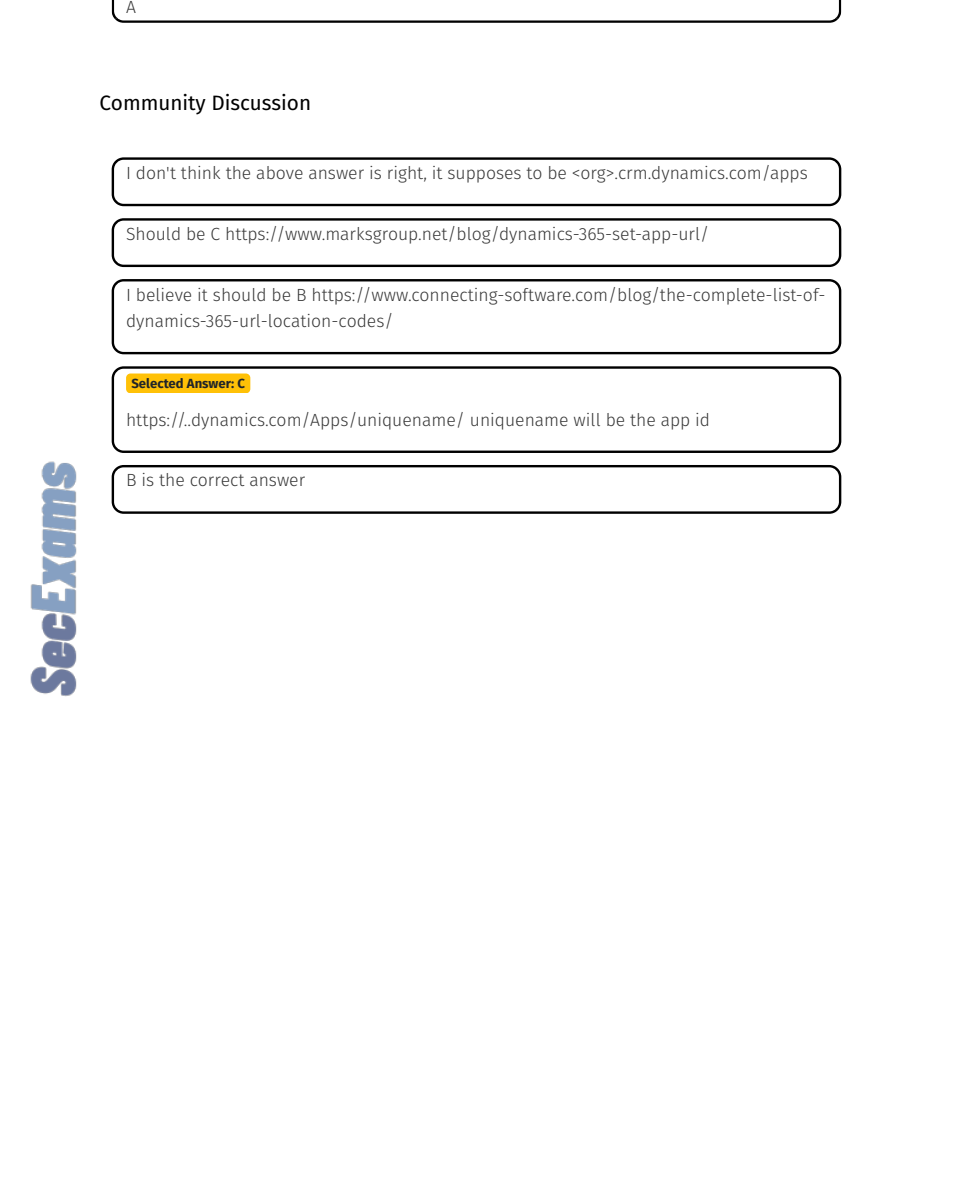 A
Community Discussion
I don't think the above answer is right, it supposes to be <org>.crm.dynamics.com/apps
Should be C https://www.marksgroup.net/blog/dynamics-365-set-app-url/
I believe it should be B https://www.connecting-software.com/blog/the-complete-list-of-
dynamics-365-url-location-codes/
Selected Answer: C
https://..dynamics.com/Apps/uniquename/ uniquename will be the app id
B is the correct answer
SecExams